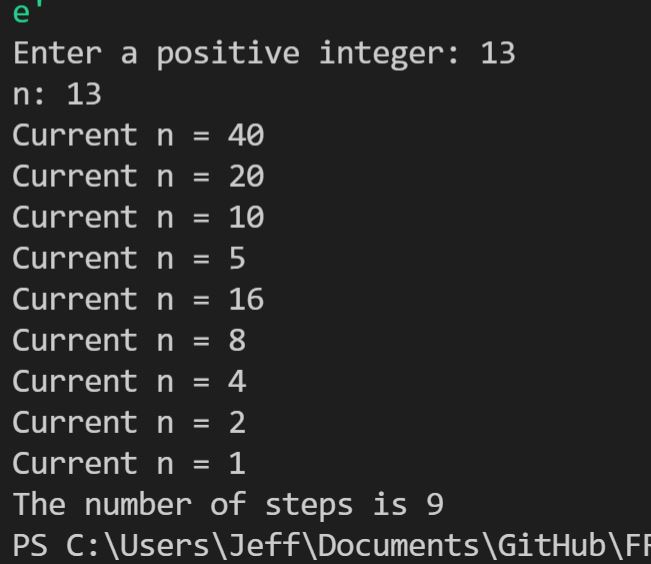 e'
Enter a positive integer: 13
n: 13
Current n = 40
Current n = 20
Current n = 10
Current n = 5
Current n = 16
Current n = 8
Current n = 4
Current n = 2
Current n = 1
The number of steps is 9
PS C:\Users\Jeff\Documents\GitHub\